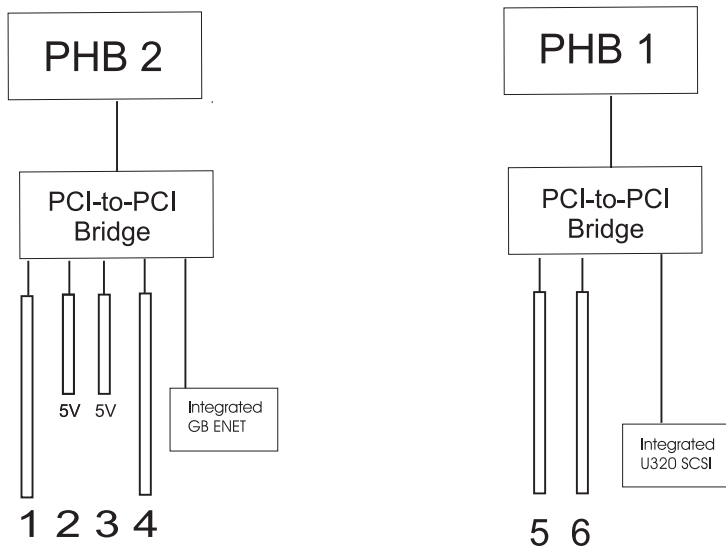 PHB 2
PCI-to-PCI
Bridge
5V 5V
Integrated
GB ENET
1 2 3 4
PHB 1
PCI-to-PCI
Bridge
Integrated
U320 SCSI
5 6